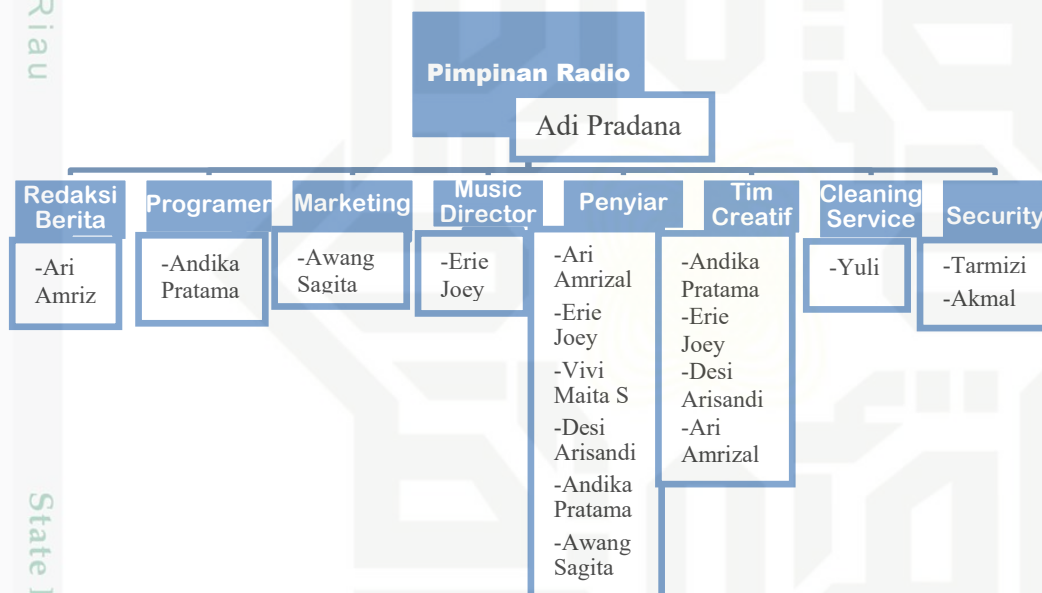 Riau
State
Pimpinan Radio
Adi Pradana
Redaksi
Berita
-Ari
Amriz
Programer
-Andika
Pratama
Marketing
-Awang
Sagita
Music
Director
-Erie
Joey
Penyiar
-Ari
Amrizal
-Erie
Joey
-Vivi
Maita S
-Desi
Arisandi
-Andika
Pratama
-Awang
Sagita
Tim
Creatif
-Andika
Pratama
-Erie
Joey
-Desi
Arisandi
-Ari
Amrizal
Cleaning
Service
-Yuli
Security
-Tarmizi
-Akmal